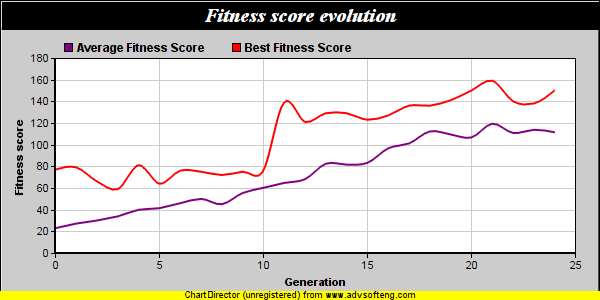 Fitness score evolution
Average Fitness Score Best Fitness Score
Fitness score
180
160
140
120
100
80
60
40
20
0
0 5 10 15 20 25
Generation
ChartDirector (unregistered) from www.advsofteng.com